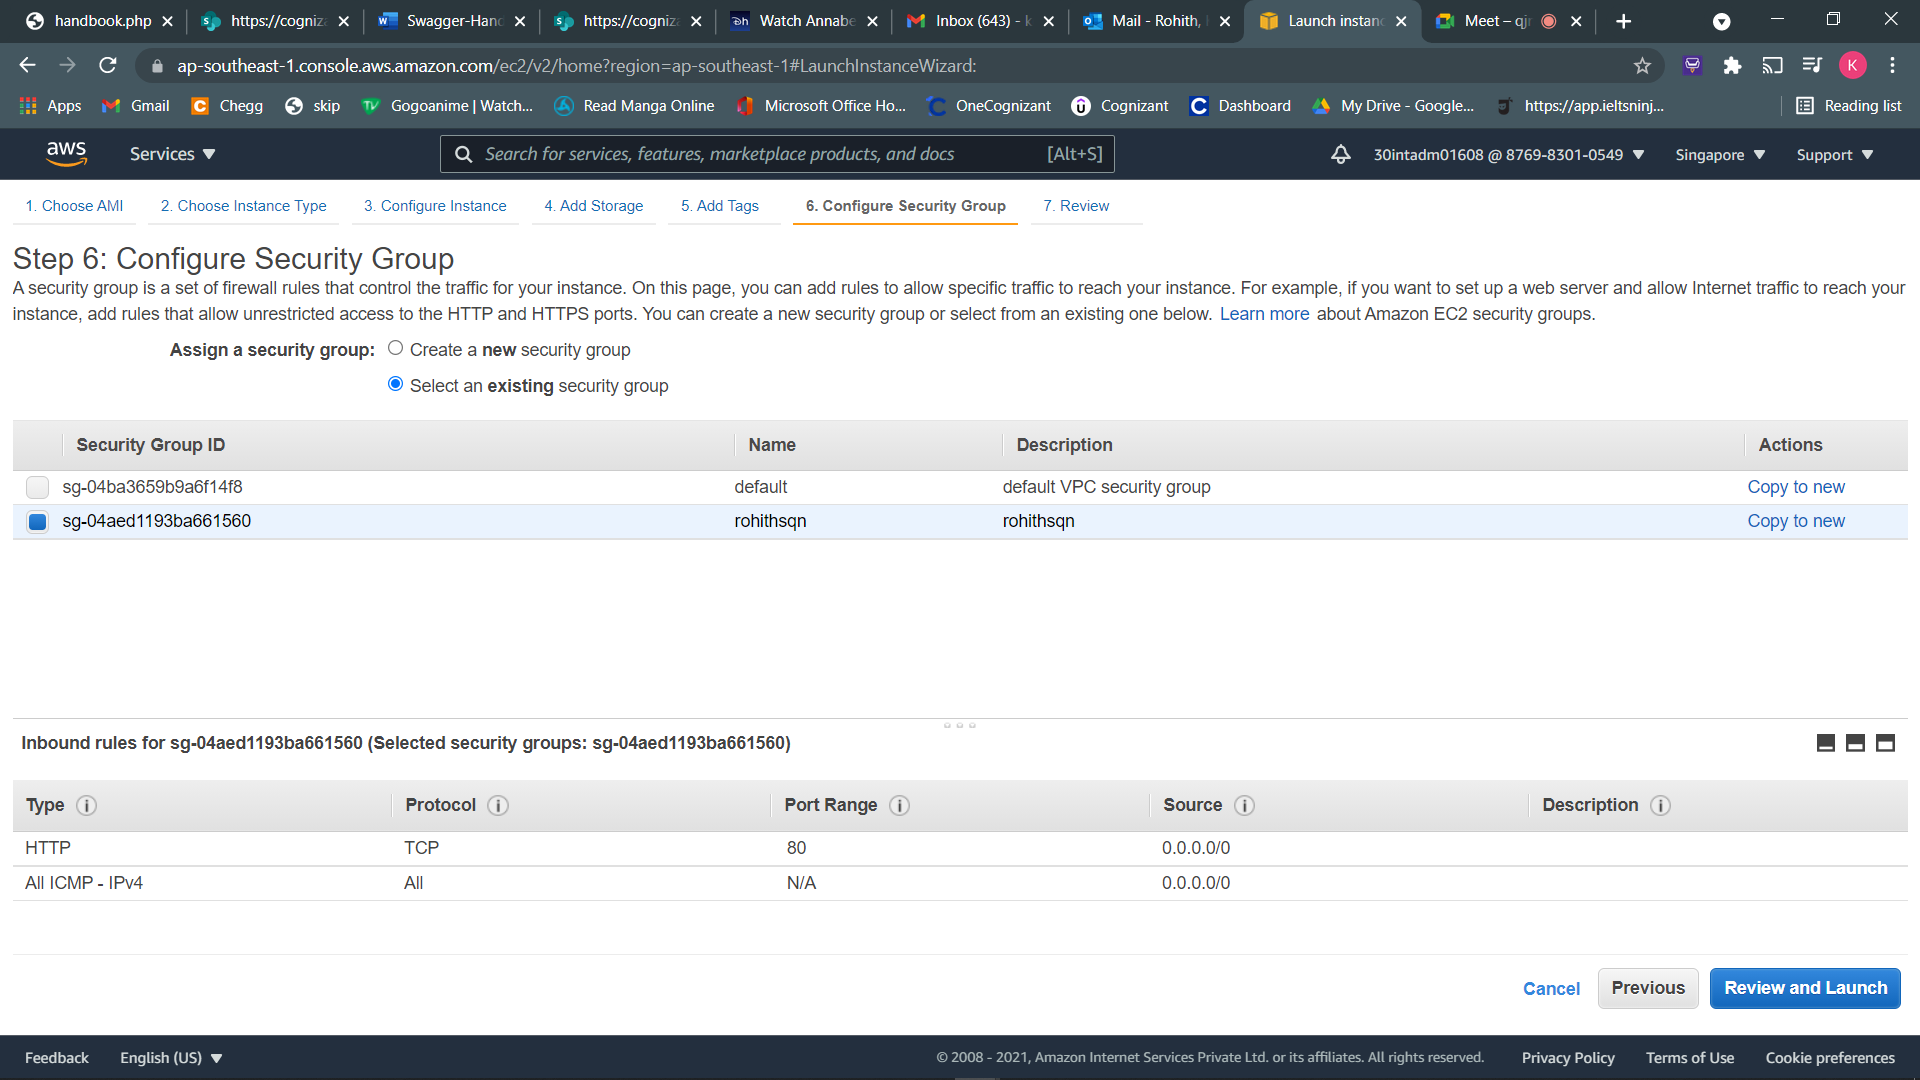 handbook.php
https://cogniz
Swagger-Hand
https://cogniz
Watch Annabe
Inbox (643) - k
Mail - Rohith,
Launch instanc
Meet – qjr
ap-southeast-1.console.aws.amazon.com/ec2/v2/home?region=ap-southeast-1#LaunchInstanceWizard:
K
Apps
Gmail
Chegg
skip
Gogoanime | Watch...
Read Manga Online
Microsoft Office Ho...
OneCognizant
Cognizant
Dashboard
My Drive - Google...
https://app.ieltsninj...
Reading list
aws
Services
Search for services, features, marketplace products, and docs
[Alt+S]
30intadm01608 @ 8769-8301-0549
Singapore
Support
1. Choose AMI
2. Choose Instance Type
3. Configure Instance
4. Add Storage
5. Add Tags
6. Configure Security Group
7. Review
Step 6: Configure Security Group
A security group is a set of firewall rules that control the traffic for your instance. On this page, you can add rules to allow specific traffic to reach your instance. For example, if you want to set up a web server and allow Internet traffic to reach your
instance, add rules that allow unrestricted access to the HTTP and HTTPS ports. You can create a new security group or select from an existing one below. Learn more about Amazon EC2 security groups.
Assign a security group: Create a new security group
Select an existing security group
Security Group ID Name Description Actions
sg-04ba3659b9a6f14f8 default default VPC security group Copy to new
sg-04aed1193ba661560 rohithsqn rohithsqn Copy to new
Inbound rules for sg-04aed1193ba661560 (Selected security groups: sg-04aed1193ba661560)
Type Protocol Port Range Source Description
HTTP TCP 80 0.0.0.0/0
All ICMP - IPv4 All N/A 0.0.0.0/0
Cancel
Previous
Review and Launch
Feedback
English (US)
© 2008 - 2021, Amazon Internet Services Private Ltd. or its affiliates. All rights reserved.
Privacy Policy
Terms of Use
Cookie preferences